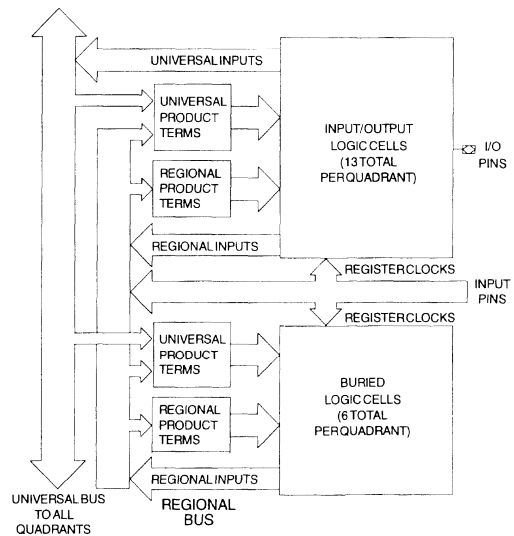 UNIVERSAL INPUTS
UNIVERSAL
PRODUCT
TERMS
INPUT/OUTPUT
LOGIC CELLS
(13 TOTAL
PER QUADRANT)
I/O
PINS
REGIONAL
PRODUCT
TERMS
REGIONAL INPUTS
REGISTER CLOCKS
INPUT
PINS
REGISTER CLOCKS
UNIVERSAL
PRODUCT
TERMS
BURIED
LOGIC CELLS
(6 TOTAL
PER QUADRANT)
REGIONAL
PRODUCT
TERMS
REGIONAL INPUTS
UNIVERSAL BUS
TO ALL
QUADRANTS
REGIONAL
BUS